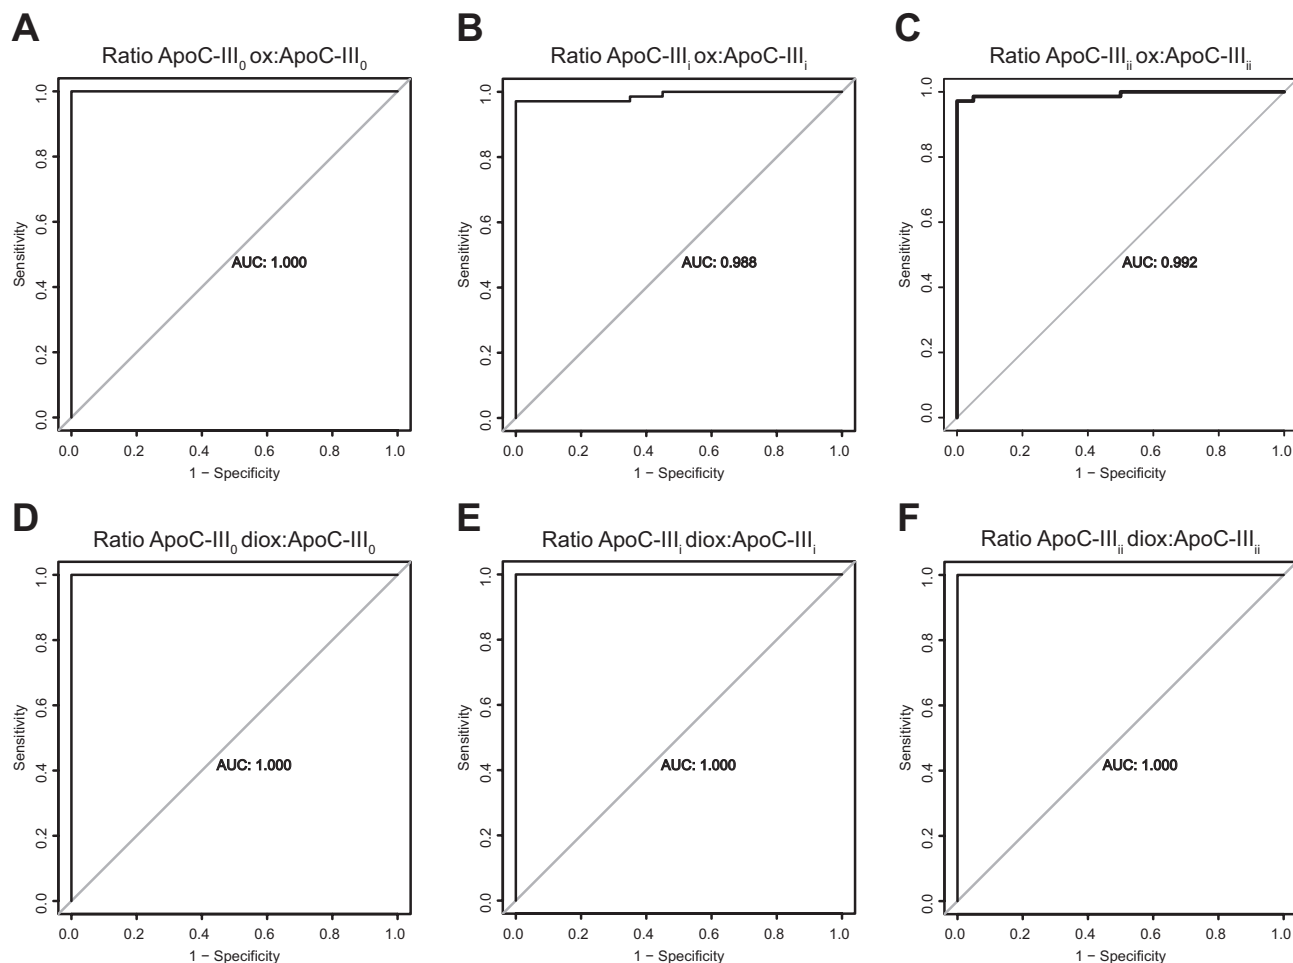 A
Ratio ApoC-III₀ ox:ApoC-III₀
1.0
0.8
0.6
0.4
0.2
0.0
Sensitivity
AUC: 1.000
0.0 0.2 0.4 0.6 0.8 1.0
1 − Specificity
B
Ratio ApoC-IIIᵢ ox:ApoC-IIIᵢ
1.0
0.8
0.6
0.4
0.2
0.0
Sensitivity
AUC: 0.988
0.0 0.2 0.4 0.6 0.8 1.0
1 − Specificity
C
Ratio ApoC-IIIᵢᵢ ox:ApoC-IIIᵢᵢ
1.0
0.8
0.6
0.4
0.2
0.0
Sensitivity
AUC: 0.992
0.0 0.2 0.4 0.6 0.8 1.0
1 − Specificity
D
Ratio ApoC-III₀ diox:ApoC-III₀
1.0
0.8
0.6
0.4
0.2
0.0
Sensitivity
AUC: 1.000
0.0 0.2 0.4 0.6 0.8 1.0
1 − Specificity
E
Ratio ApoC-IIIᵢ diox:ApoC-IIIᵢ
1.0
0.8
0.6
0.4
0.2
0.0
Sensitivity
AUC: 1.000
0.0 0.2 0.4 0.6 0.8 1.0
1 − Specificity
F
Ratio ApoC-IIIᵢᵢ diox:ApoC-IIIᵢᵢ
1.0
0.8
0.6
0.4
0.2
0.0
Sensitivity
AUC: 1.000
0.0 0.2 0.4 0.6 0.8 1.0
1 − Specificity